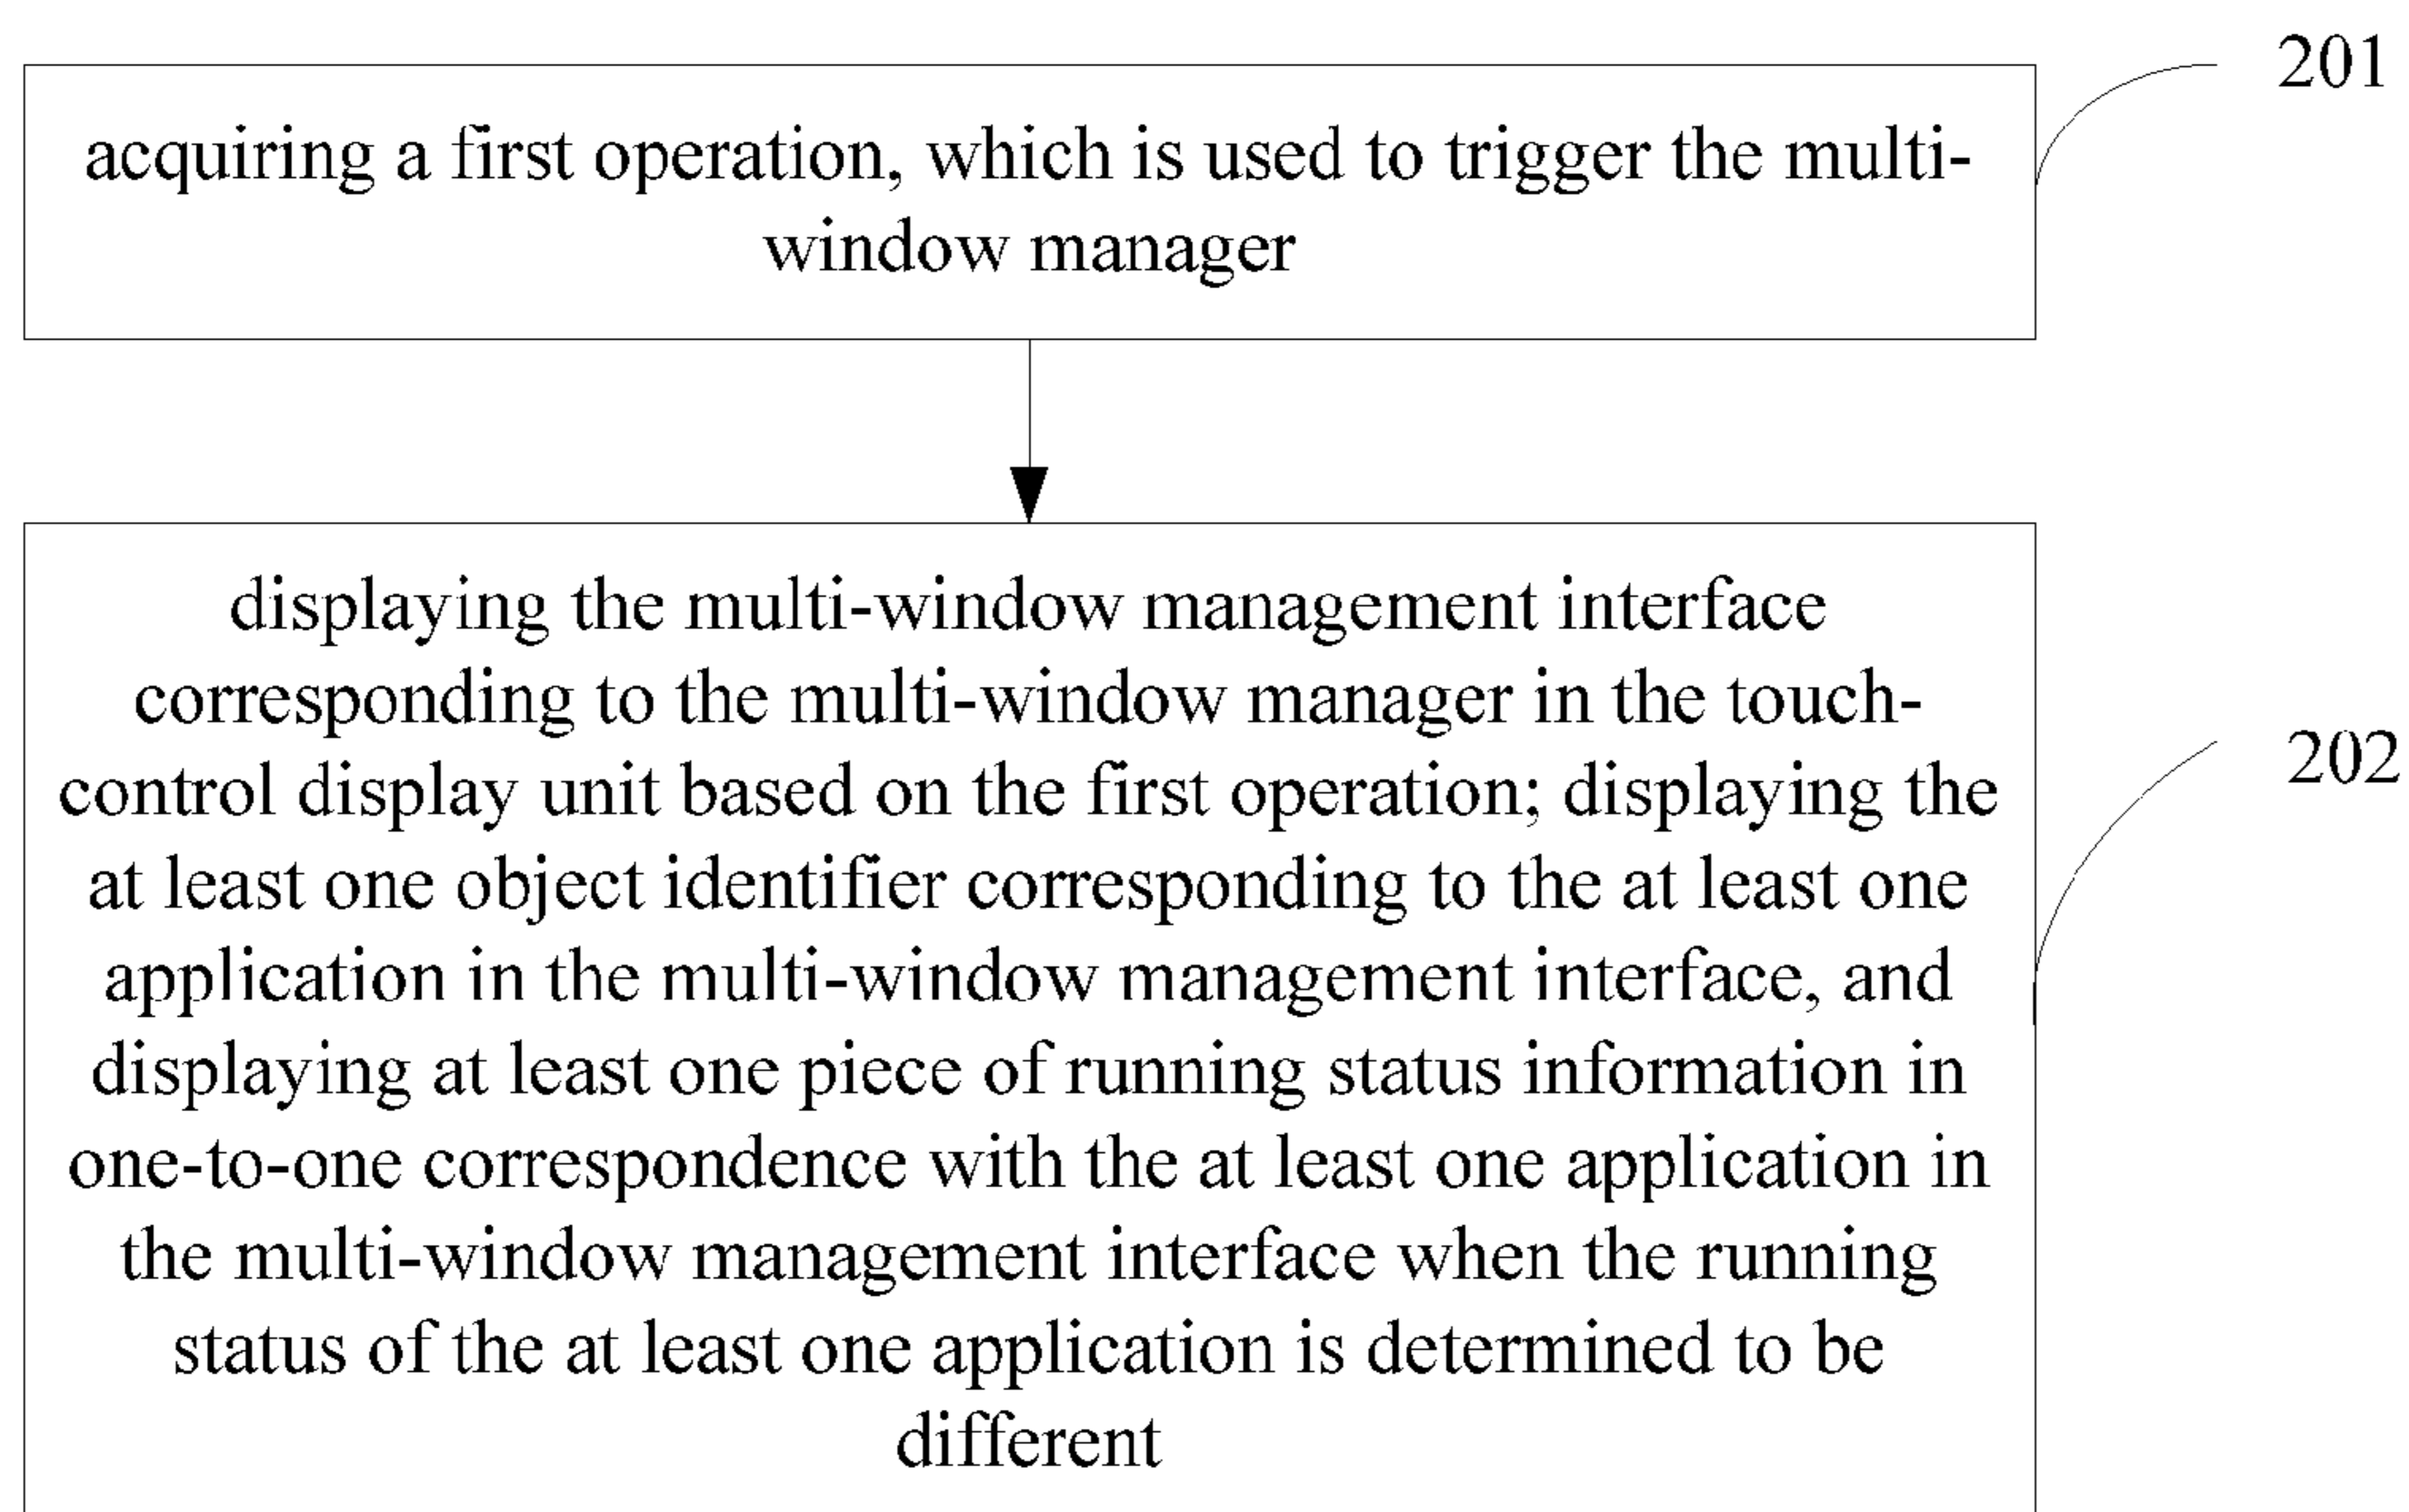 201
acquiring a first operation, which is used to trigger the multi-
window manager
displaying the multi-window management interface
corresponding to the multi-window manager in the touch-
control display unit based on the first operation; displaying the
at least one object identifier corresponding to the at least one
application in the multi-window management interface, and
displaying at least one piece of running status information in
one-to-one correspondence with the at least one application in
the multi-window management interface when the running
status of the at least one application is determined to be
different
202